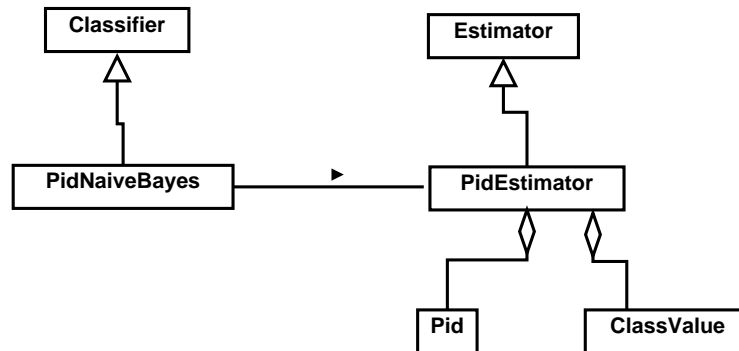 Classifier
Estimator
PidNaiveBayes
PidEstimator
Pid
ClassValue